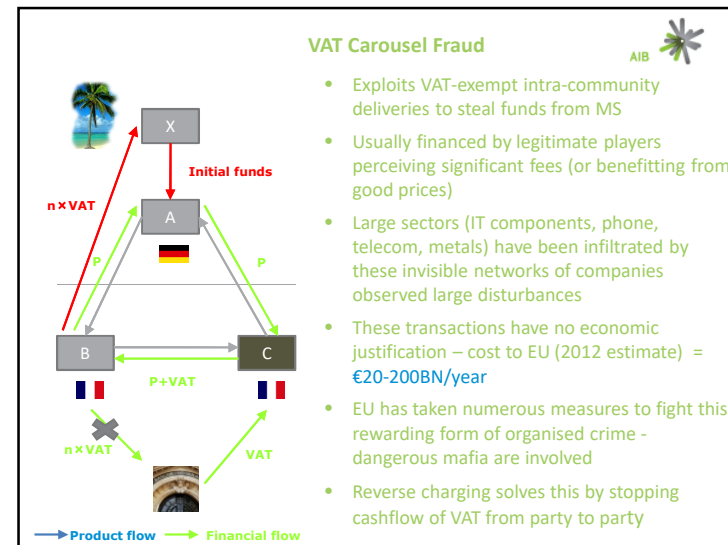 VAT Carousel Fraud
AIB
X
Initial funds
n×VAT
A
P
P
B
C
P+VAT
n×VAT
VAT
Product flow
Financial flow
• Exploits VAT-exempt intra-community
deliveries to steal funds from MS
• Usually financed by legitimate players
perceiving significant fees (or benefitting from
good prices)
• Large sectors (IT components, phone,
telecom, metals) have been infiltrated by
these invisible networks of companies
observed large disturbances
• These transactions have no economic
justification – cost to EU (2012 estimate) =
€20-200BN/year
• EU has taken numerous measures to fight this
rewarding form of organised crime -
dangerous mafia are involved
• Reverse charging solves this by stopping
cashflow of VAT from party to party